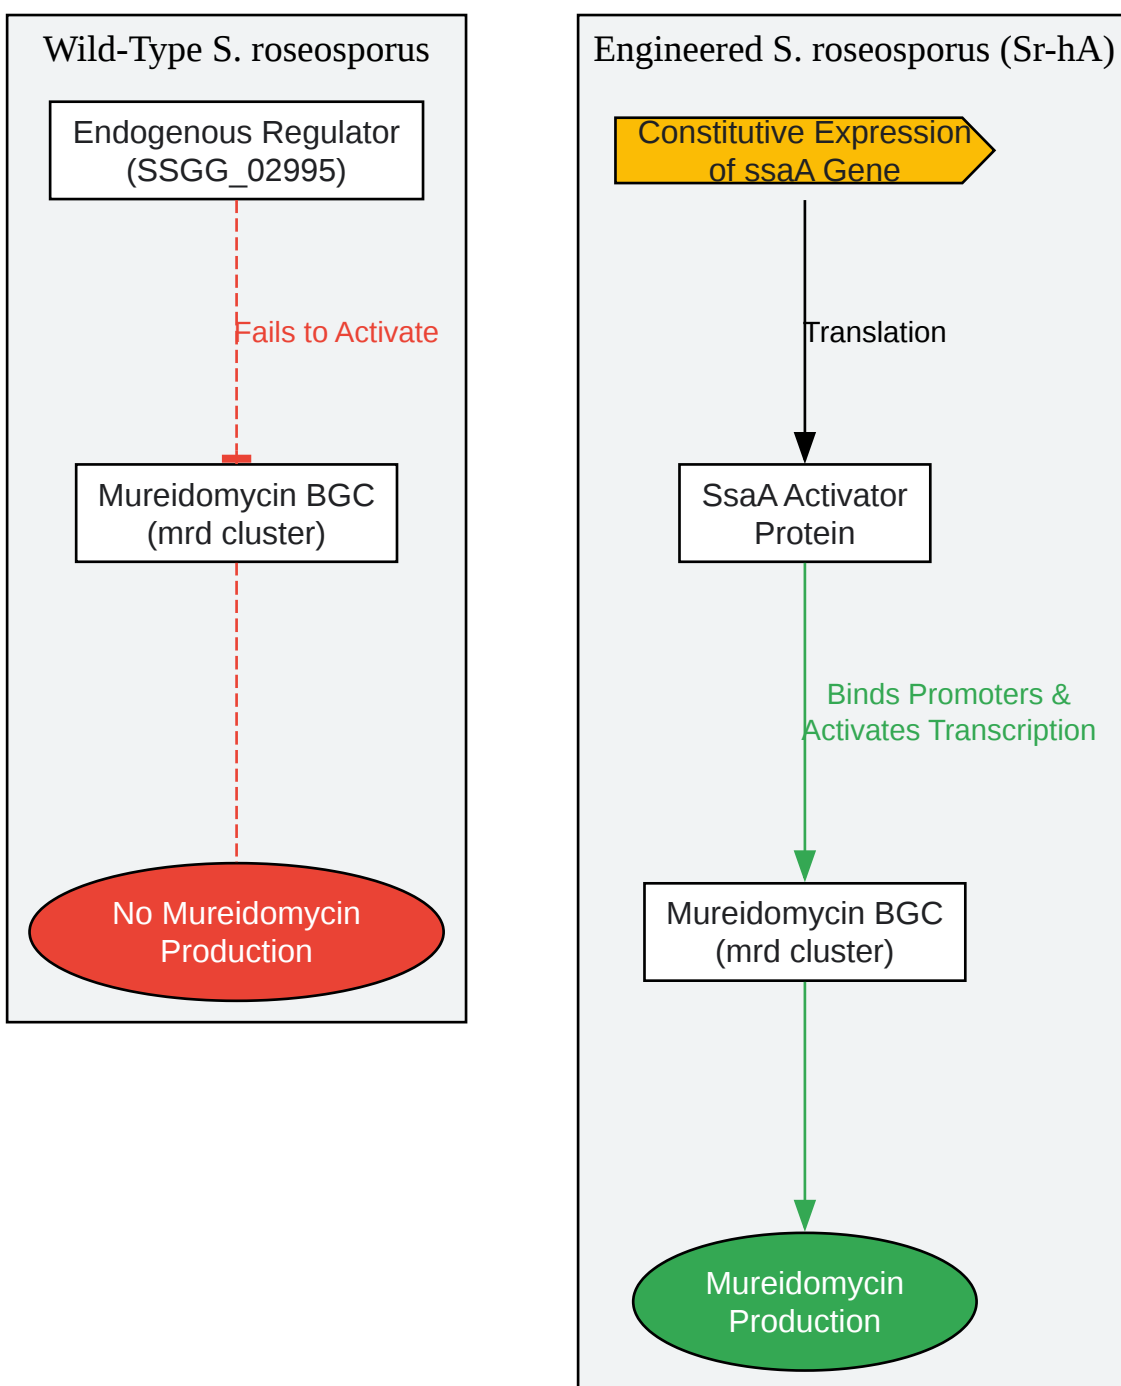 Wild-Type S. roseosporus
Endogenous Regulator
(SSGG_02995)
Fails to Activate
Mureidomycin BGC
(mrd cluster)
No Mureidomycin
Production
Engineered S. roseosporus (Sr-hA)
Constitutive Expression
of ssaA Gene
Translation
SsaA Activator
Protein
Binds Promoters &
Activates Transcription
Mureidomycin BGC
(mrd cluster)
Mureidomycin
Production